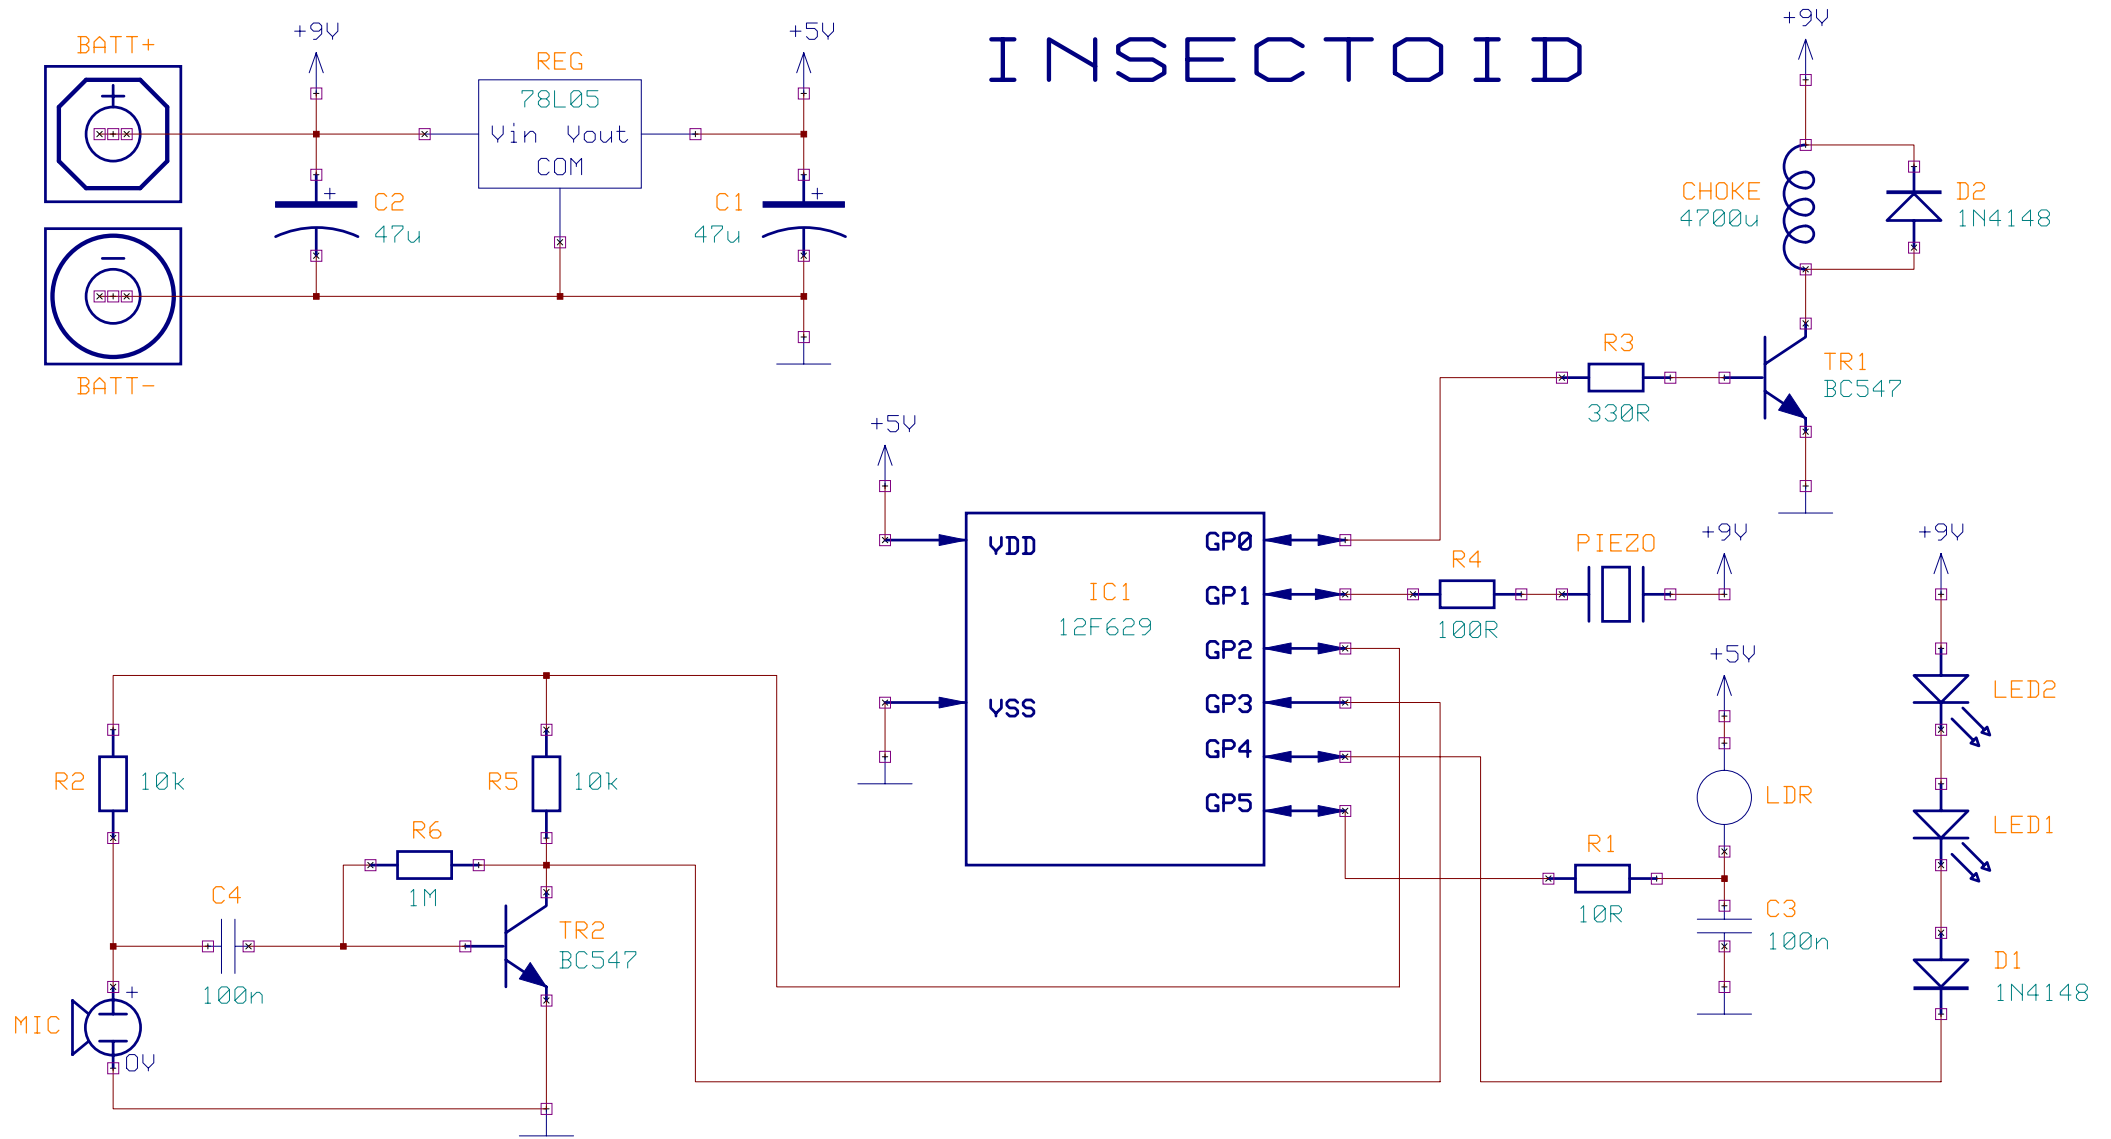 INSECTOID
BATT+
+9V
REG
78L05
Vin Vout
COM
+5V
+
C2
47u
+
C1
47u
BATT-
+9V
CHOKE
4700u
D2
1N4148
R3
330R
TR1
BC547
+5V
VDD
VSS
IC1
12F629
GP0
GP1
GP2
GP3
GP4
GP5
R4
100R
PIEZO
+9V
+9V
+5V
LDR
R1
10R
C3
100n
LED2
LED1
D1
1N4148
R2
10k
R5
10k
R6
1M
C4
100n
TR2
BC547
MIC
+
0V